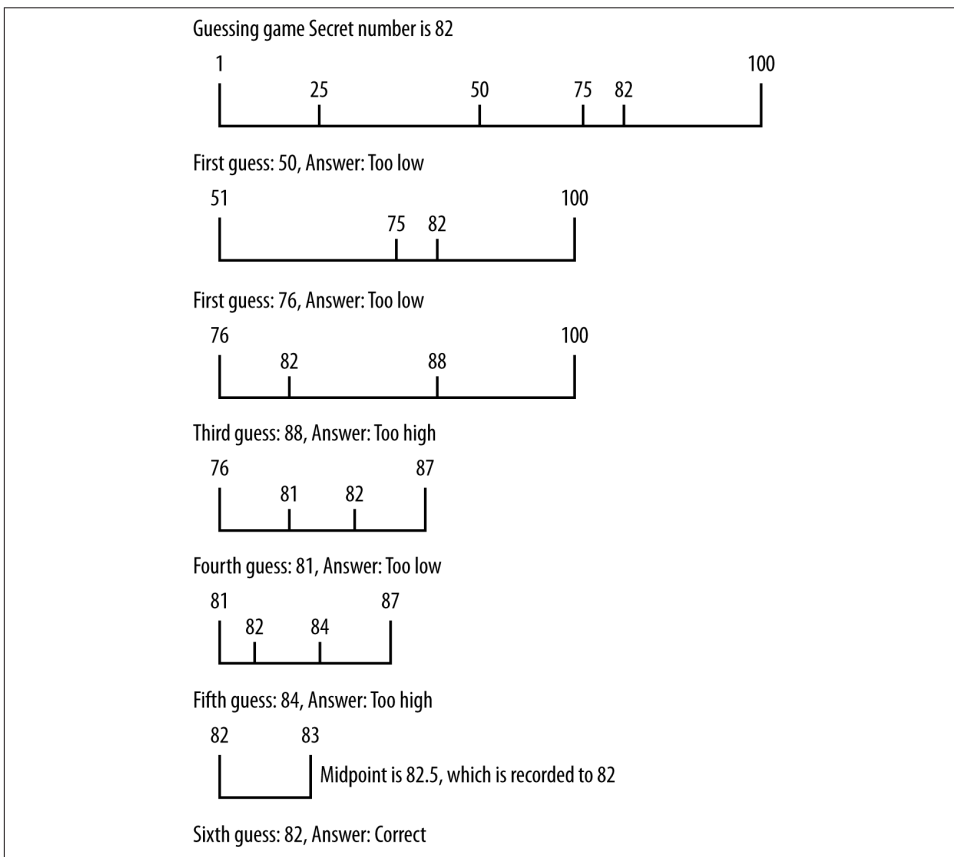 Guessing game Secret number is 82
1 100
25 50 75 82
First guess: 50, Answer: Too low
51 100
75 82
First guess: 76, Answer: Too low
76 100
82 88
Third guess: 88, Answer: Too high
76 87
81 82
Fourth guess: 81, Answer: Too low
81 87
82 84
Fifth guess: 84, Answer: Too high
82 83
Midpoint is 82.5, which is recorded to 82
Sixth guess: 82, Answer: Correct